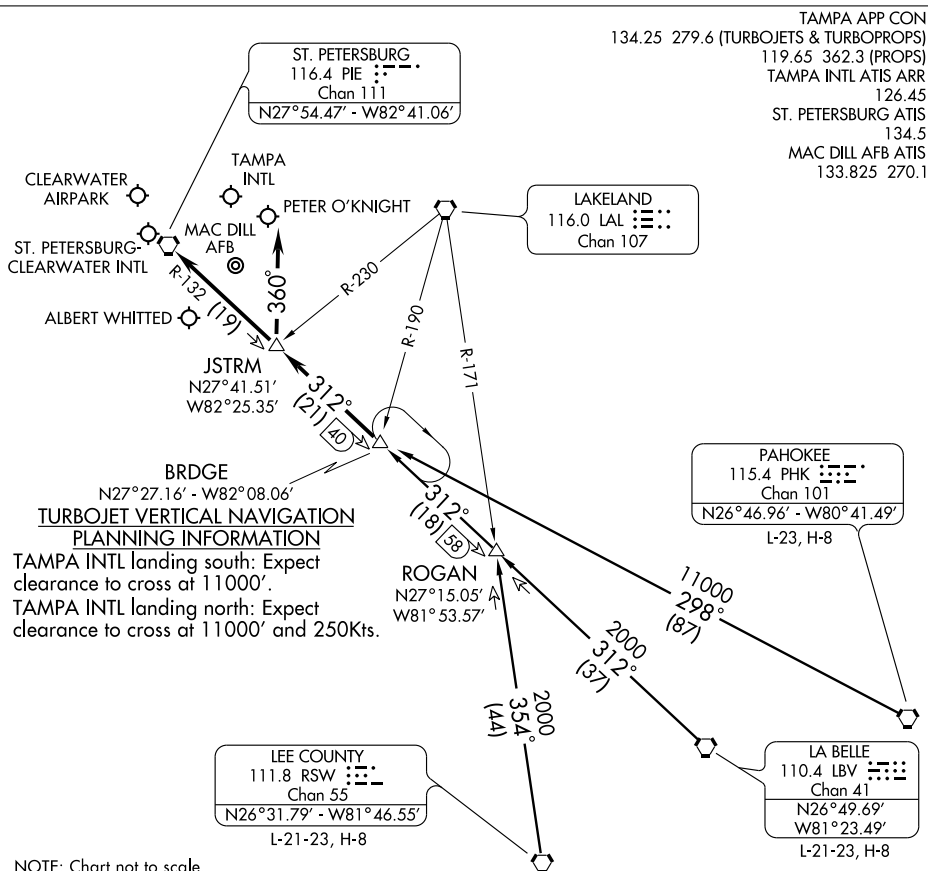 TAMPA APP CON
134.25 279.6 (TURBOJETS & TURBOPROPS)
119.65 362.3 (PROPS)
TAMPA INTL ATIS ARR
126.45
ST. PETERSBURG ATIS
134.5
MAC DILL AFB ATIS
133.825 270.1
ST. PETERSBURG
116.4 PIE
Chan 111
N27°54.47' - W82°41.06'
CLEARWATER
AIRPARK
TAMPA
INTL
PETER O'KNIGHT
ST. PETERSBURG-
CLEARWATER INTL
MAC DILL
AFB
ALBERT WHITTED
LAKELAND
116.0 LAL
Chan 107
R-132
(19)
360°
R-230
R-190
R-171
JSTRM
N27°41.51'
W82°25.35'
312°
(21)
40
BRDGE
N27°27.16' - W82°08.06'
TURBOJET VERTICAL NAVIGATION
PLANNING INFORMATION
TAMPA INTL landing south: Expect
clearance to cross at 11000'.
TAMPA INTL landing north: Expect
clearance to cross at 11000' and 250Kts.
312°
(18)
58
ROGAN
N27°15.05'
W81°53.57'
PAHOKEE
115.4 PHK
Chan 101
N26°46.96' - W80°41.49'
L-23, H-8
11000
298°
(87)
2000
312°
(37)
2000
354°
(44)
LEE COUNTY
111.8 RSW
Chan 55
N26°31.79' - W81°46.55'
L-21-23, H-8
LA BELLE
110.4 LBV
Chan 41
N26°49.69'
W81°23.49'
L-21-23, H-8
NOTE: Chart not to scale